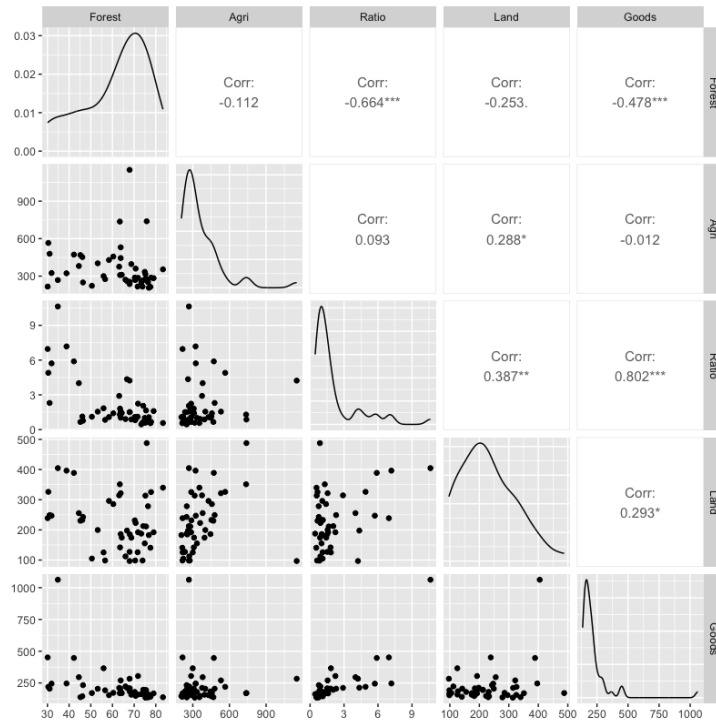 Forest Agri Ratio Land Goods
0.03
0.02
0.01
0.00
Corr:
-0.112
Corr:
-0.664***
Corr:
-0.253.
Corr:
-0.478***
Forest
900
600
300
Corr:
0.093
Corr:
0.288*
Corr:
-0.012
Agri
9
6
3
0
Corr:
0.387**
Corr:
0.802***
Ratio
500
400
300
200
100
Corr:
0.293*
Land
1000
750
500
250
Goods
30 40 50 60 70 80 300 600 900 0 3 6 9 100 200 300 400 500 250 500 750 1000